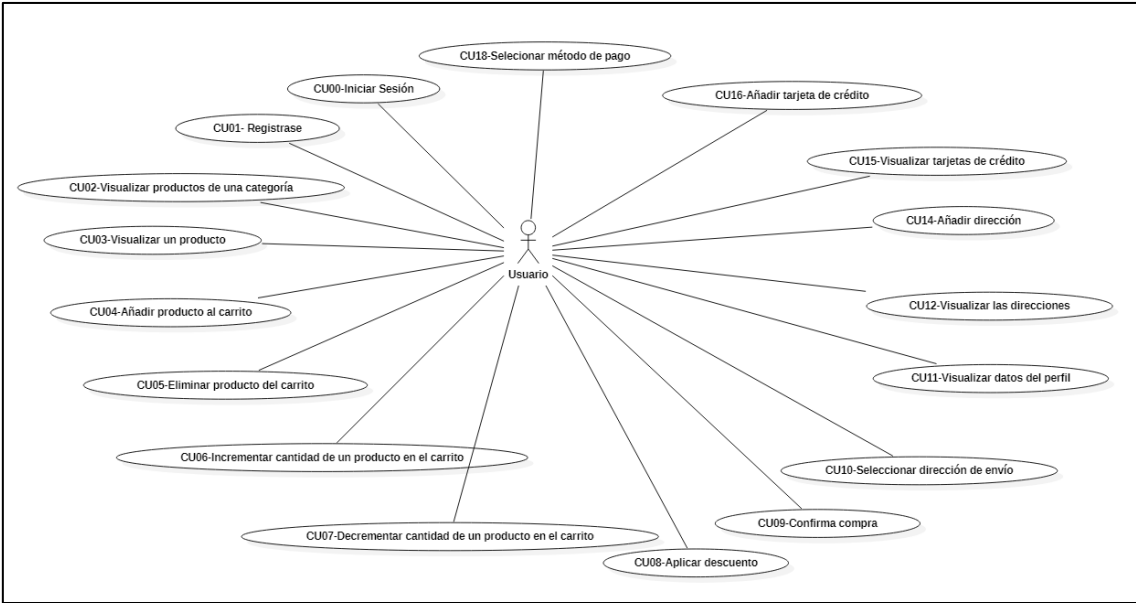 CU18-Selecionar método de pago
CU00-Iniciar Sesión
CU16-Añadir tarjeta de crédito
CU01- Registrase
CU15-Visualizar tarjetas de crédito
CU02-Visualizar productos de una categoría
CU14-Añadir dirección
CU03-Visualizar un producto
Usuario
CU12-Visualizar las direcciones
CU04-Añadir producto al carrito
CU11-Visualizar datos del perfil
CU05-Eliminar producto del carrito
CU06-Incrementar cantidad de un producto en el carrito
CU10-Seleccionar dirección de envío
CU09-Confirma compra
CU07-Decrementar cantidad de un producto en el carrito
CU08-Aplicar descuento